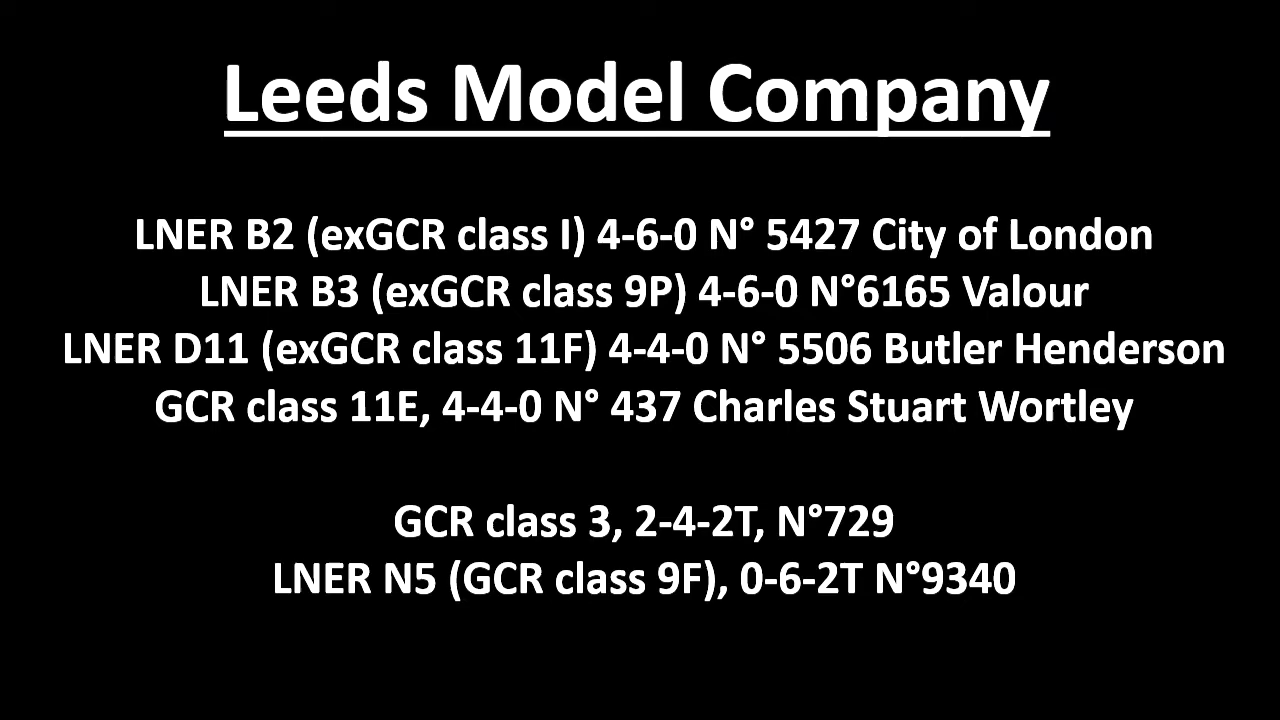 Leeds Model Company
LNER B2 (exGCR class I) 4-6-0 N° 5427 City of London
LNER B3 (exGCR class 9P) 4-6-0 N°6165 Valour
LNER D11 (exGCR class 11F) 4-4-0 N° 5506 Butler Henderson
GCR class 11E, 4-4-0 N° 437 Charles Stuart Wortley
GCR class 3, 2-4-2T, N°729
LNER N5 (GCR class 9F), 0-6-2T N°9340